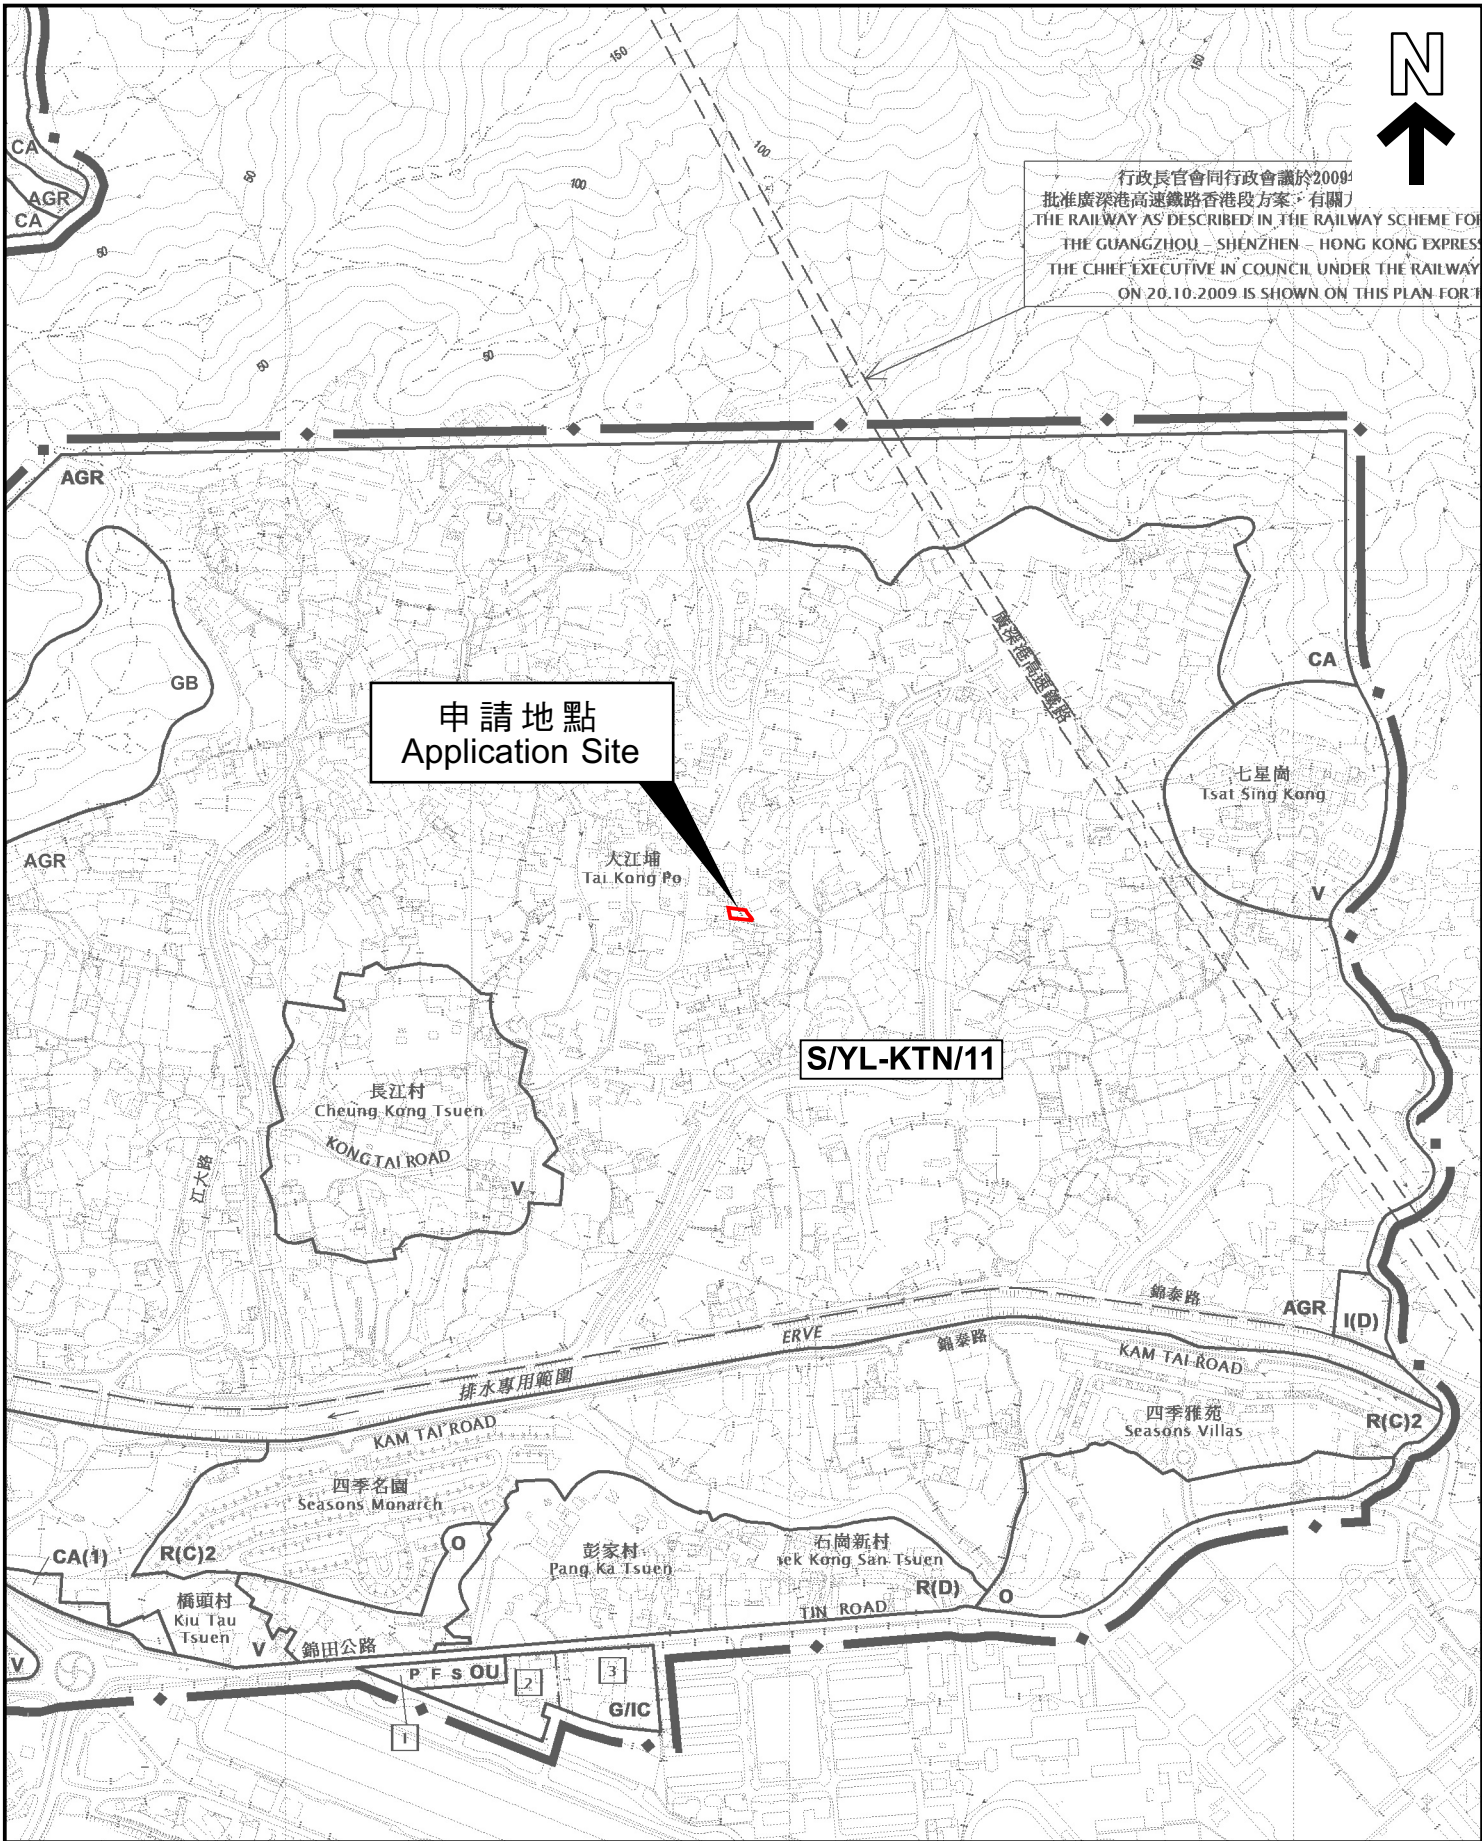 N
150
150
100
100
50
50
50
50
CA
AGR
CA
行政長官會同行政會議於2009
批准廣深港高速鐵路香港段方案,有關
THE RAILWAY AS DESCRIBED IN THE RAILWAY SCHEME FOR
THE GUANGZHOU – SHENZHEN – HONG KONG EXPRESS
THE CHIEF EXECUTIVE IN COUNCIL UNDER THE RAILWAY
ON 20.10.2009 IS SHOWN ON THIS PLAN FOR
AGR
GB
廣深港高速鐵路
CA
申請地點
Application Site
七星崗
Tsat Sing Kong
AGR
大江埔
Tai Kong Po
V
S/YL-KTN/11
長江村
Cheung Kong Tsuen
KONG TAI ROAD
江大路
V
錦泰路
AGR
I(D)
ERVE
錦泰路
KAM TAI ROAD
排水專用範圍
KAM TAI ROAD
四季雅苑
Seasons Villas
R(C)2
四季名園
Seasons Monarch
O
CA(1)
R(C)2
彭家村
Pang Ka Tsuen
石崗新村
ek Kong San Tsuen
R(D)
O
橋頭村
Kiu Tau
Tsuen
V
錦田公路
TIN ROAD
V
P F S OU
2
3
G/IC
1